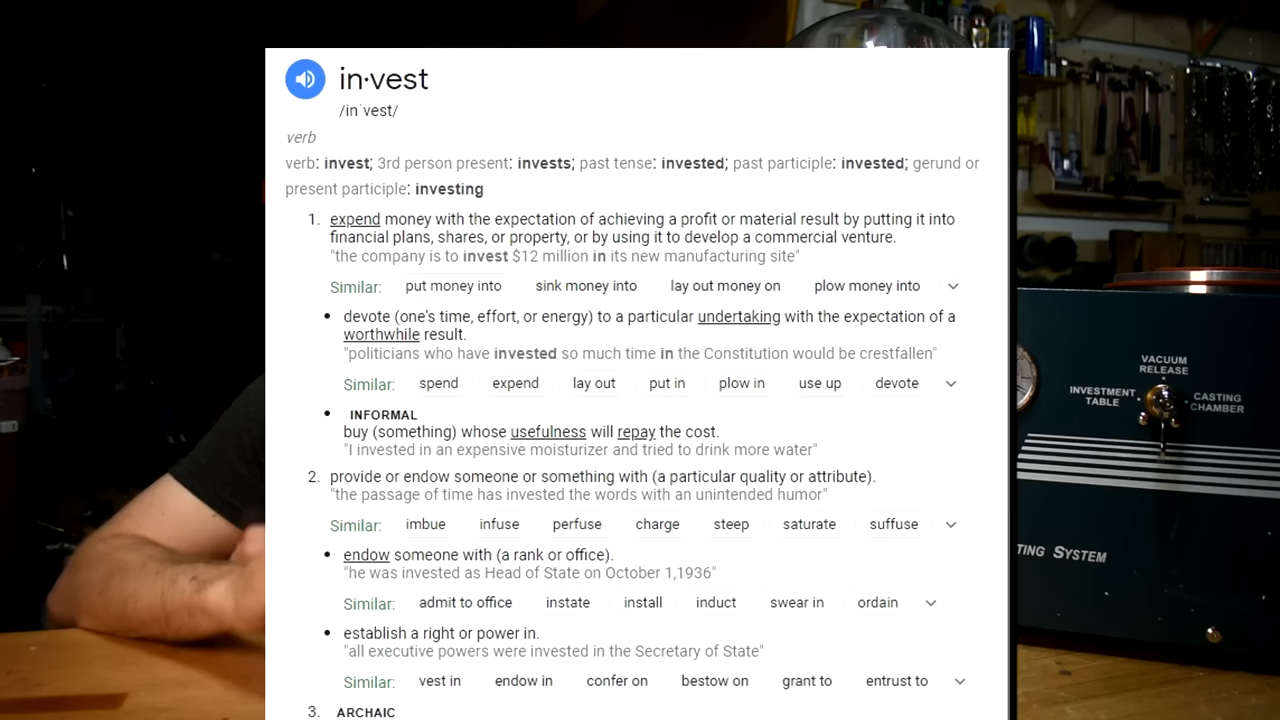 in·vest
/inˈvest/
verb
verb: invest; 3rd person present: invests; past tense: invested; past participle: invested; gerund or
present participle: investing
1. expend money with the expectation of achieving a profit or material result by putting it into
financial plans, shares, or property, or by using it to develop a commercial venture.
"the company is to invest $12 million in its new manufacturing site"
Similar: put money into sink money into lay out money on plow money into
• devote (one's time, effort, or energy) to a particular undertaking with the expectation of a
worthwhile result.
"politicians who have invested so much time in the Constitution would be crestfallen"
Similar: spend expend lay out put in plow in use up devote
• INFORMAL
buy (something) whose usefulness will repay the cost.
"I invested in an expensive moisturizer and tried to drink more water"
2. provide or endow someone or something with (a particular quality or attribute).
"the passage of time has invested the words with an unintended humor"
Similar: imbue infuse perfuse charge steep saturate suffuse
• endow someone with (a rank or office).
"he was invested as Head of State on October 1,1936"
Similar: admit to office instate install induct swear in ordain
• establish a right or power in.
"all executive powers were invested in the Secretary of State"
Similar: vest in endow in confer on bestow on grant to entrust to
3. ARCHAIC
VACUUM
RELEASE
INVESTMENT
TABLE
CASTING
CHAMBER
TING SYSTEM